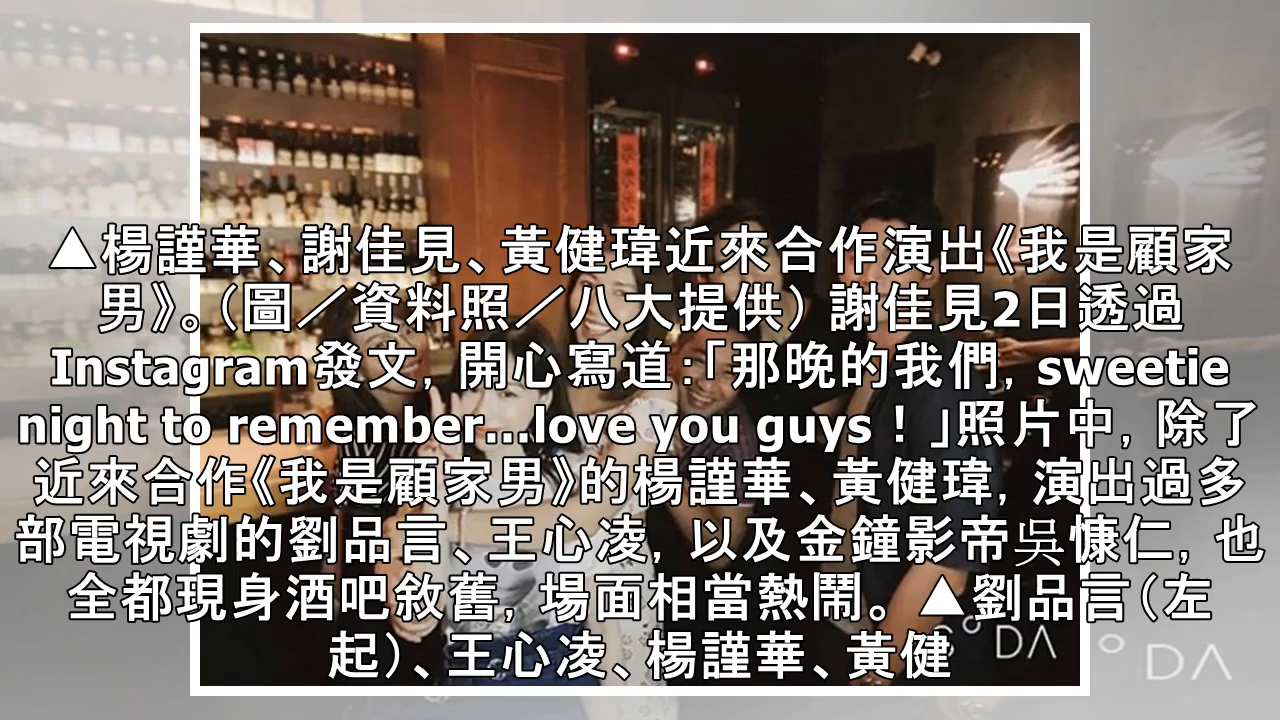 ▲楊謹華、謝佳見、黃健瑋近來合作演出《我是顧家
男》。（圖／資料照／八大提供） 謝佳見2日透過
Instagram發文，開心寫道：「那晚的我們，sweetie
night to remember...love you guys！」照片中，除了
近來合作《我是顧家男》的楊謹華、黃健瑋，演出過多
部電視劇的劉品言、王心凌，以及金鐘影帝吳慷仁，也
全都現身酒吧敘舊，場面相當熱鬧。 ▲劉品言（左
起）、王心凌、楊謹華、黃健